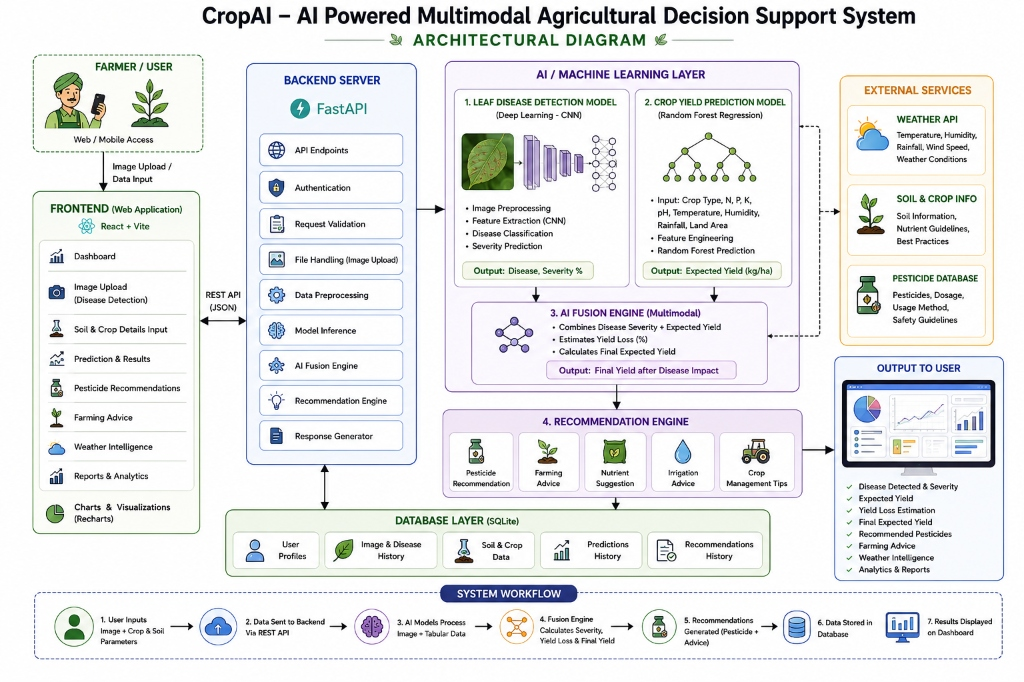 CropAI – AI Powered Multimodal Agricultural Decision Support System
ARCHITECTURAL DIAGRAM
FARMER / USER
Web / Mobile Access
Image Upload /
Data Input
FRONTEND (Web Application)
React + Vite
Dashboard
Image Upload
(Disease Detection)
Soil & Crop Details Input
Prediction & Results
Pesticide Recommendations
Farming Advice
Weather Intelligence
Reports & Analytics
Charts & Visualizations
(Recharts)
REST API
(JSON)
BACKEND SERVER
FastAPI
API Endpoints
Authentication
Request Validation
File Handling (Image Upload)
Data Preprocessing
Model Inference
AI Fusion Engine
Recommendation Engine
Response Generator
AI / MACHINE LEARNING LAYER
1. LEAF DISEASE DETECTION MODEL
(Deep Learning - CNN)
• Image Preprocessing
• Feature Extraction (CNN)
• Disease Classification
• Severity Prediction
Output: Disease, Severity %
2. CROP YIELD PREDICTION MODEL
(Random Forest Regression)
• Input: Crop Type, N, P, K,
pH, Temperature, Humidity,
Rainfall, Land Area
• Feature Engineering
• Random Forest Prediction
Output: Expected Yield (kg/ha)
3. AI FUSION ENGINE (Multimodal)
• Combines Disease Severity + Expected Yield
• Estimates Yield Loss (%)
• Calculates Final Expected Yield
Output: Final Yield after Disease Impact
4. RECOMMENDATION ENGINE
Pesticide
Recommendation
Farming
Advice
Nutrient
Suggestion
Irrigation
Advice
Crop
Management Tips
EXTERNAL SERVICES
WEATHER API
Temperature, Humidity,
Rainfall, Wind Speed,
Weather Conditions
SOIL & CROP INFO
Soil Information,
Nutrient Guidelines,
Best Practices
PESTICIDE DATABASE
Pesticides, Dosage,
Usage Method,
Safety Guidelines
OUTPUT TO USER
Disease Detected & Severity
Expected Yield
Yield Loss Estimation
Final Expected Yield
Recommended Pesticides
Farming Advice
Weather Intelligence
Analytics & Reports
DATABASE LAYER (SQLite)
User
Profiles
Image & Disease
History
Soil & Crop
Data
Predictions
History
Recommendations
History
SYSTEM WORKFLOW
1. User Inputs
Image + Crop & Soil
Parameters
2. Data Sent to Backend
Via REST API
3. AI Models Process
Image + Tabular Data
4. Fusion Engine
Calculates Severity,
Yield Loss & Final Yield
5. Recommendations
Generated (Pesticide +
Advice)
6. Data Stored in
Database
7. Results Displayed
on Dashboard